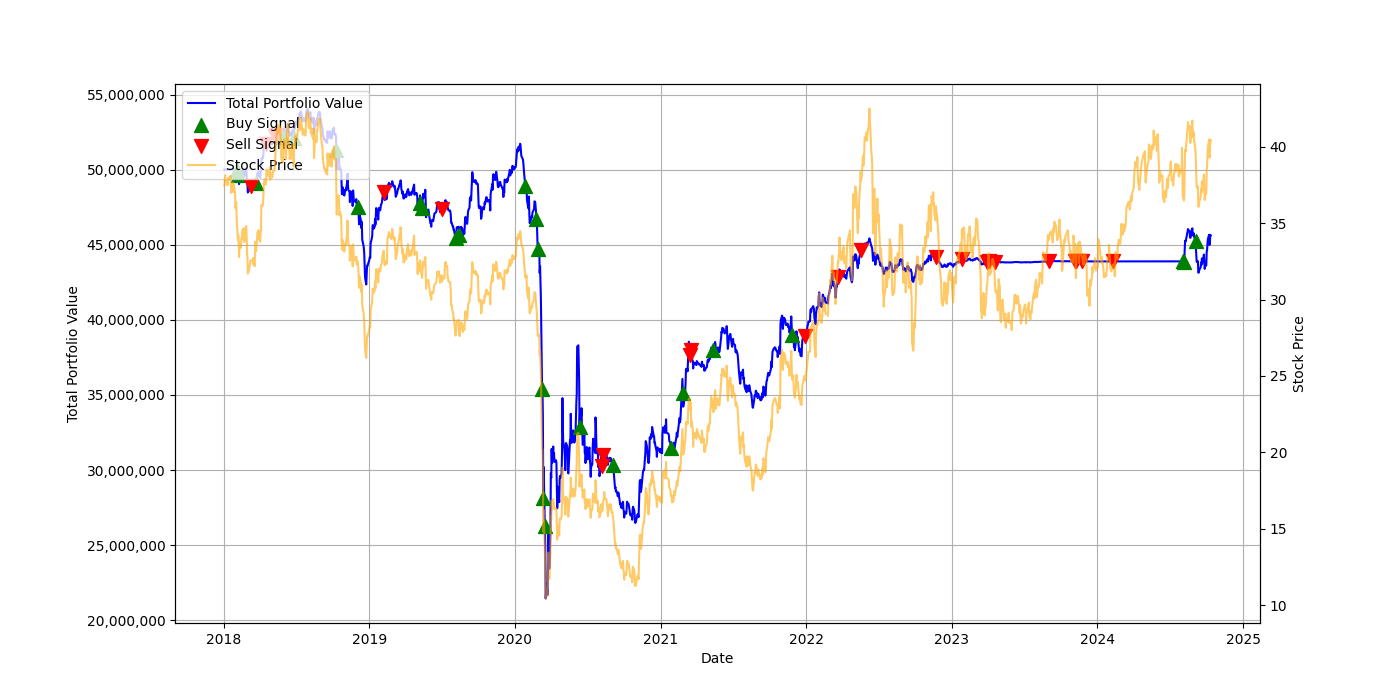 55,000,000
50,000,000
45,000,000
40,000,000
35,000,000
30,000,000
25,000,000
20,000,000
Total Portfolio Value
Total Portfolio Value
Buy Signal
Sell Signal
Stock Price
40
35
30
25
20
15
10
Stock Price
2018 2019 2020 2021 2022 2023 2024 2025
Date